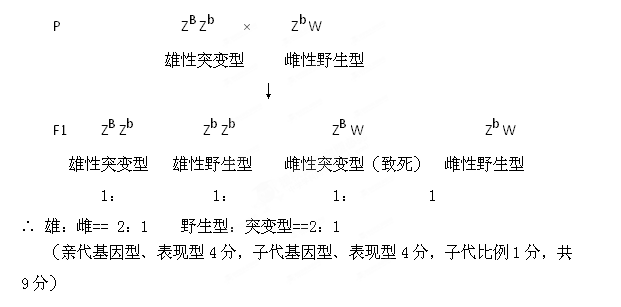 P Z^B Z^b × Z^b W
雄性突变型 雌性野生型
↓
F1 Z^B Z^b Z^b Z^b Z^B W Z^b W
雄性突变型 雄性野生型 雌性突变型（致死） 雌性野生型
1： 1： 1： 1
∴ 雄：雌== 2：1 野生型：突变型==2：1
（亲代基因型、表现型 4 分，子代基因型、表现型 4 分，子代比例 1 分，共
9 分）